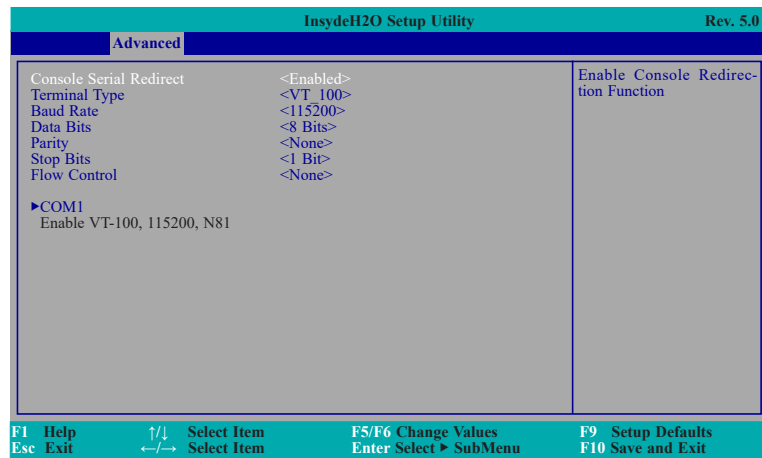 InsydeH2O Setup Utility Rev. 5.0
Advanced
Console Serial Redirect <Enabled>
Terminal Type <VT_100>
Baud Rate <115200>
Data Bits <8 Bits>
Parity <None>
Stop Bits <1 Bit>
Flow Control <None>
►COM1
Enable VT-100, 115200, N81
Enable Console Redirec-
tion Function
F1 Help ↑/↓ Select Item F5/F6 Change Values F9 Setup Defaults
Esc Exit ←/→ Select Item Enter Select ► SubMenu F10 Save and Exit